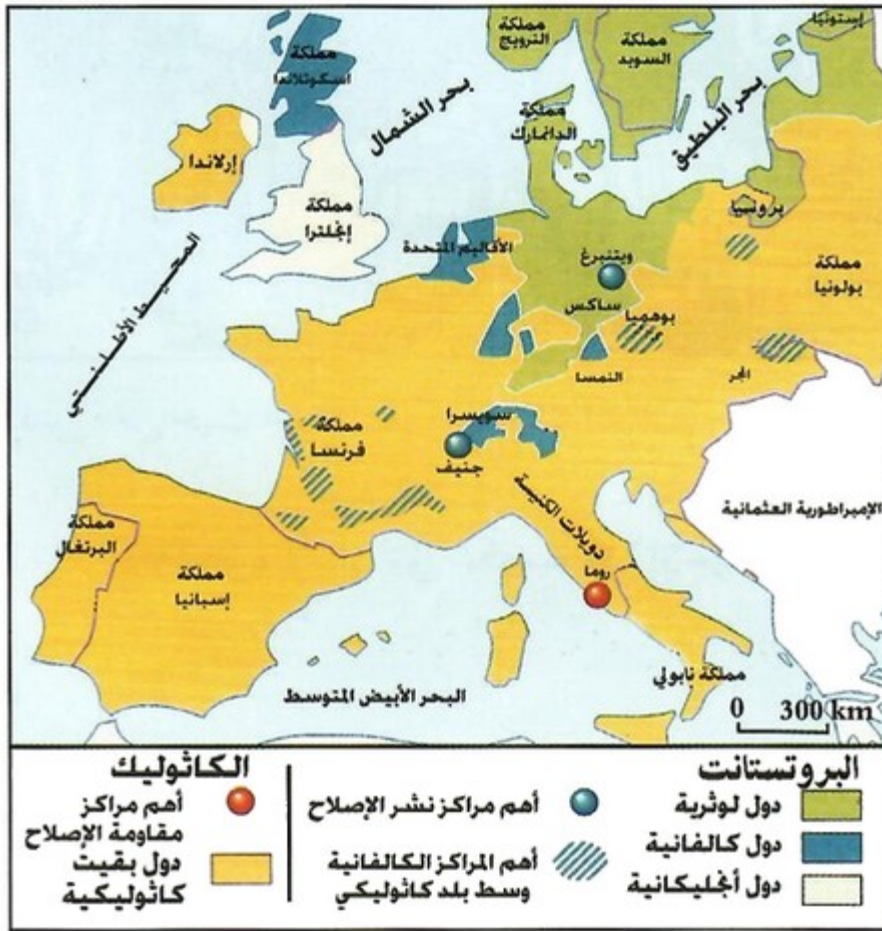 إستونيا
مملكة
النرويج
مملكة
السويد
مملكة
اسكوتلاندا
بحر الشمال
بحر البلطيق
مملكة
الدانمارك
إرلاندا
مملكة
إنجلترا
الأقاليم المتحدة
بروسيا
ويتنبرغ
ساكس
مملكة
بولونيا
بوهميا
النمسا
المجر
المحيط الأطلنتي
سويسرا
جنيف
مملكة
فرنسا
دويلات الكنيسة
الإمبراطورية العثمانية
مملكة
البرتغال
مملكة
إسبانيا
روما
مملكة نابولي
البحر الأبيض المتوسط
0 300 km
البروتستانت
دول لوثرية
دول كالفانية
دول أنجليكانية
أهم مراكز نشر الإصلاح
أهم المراكز الكالفانية
وسط بلد كاثوليكي
الكاثوليك
أهم مراكز
مقاومة الإصلاح
دول بقيت
كاثوليكية